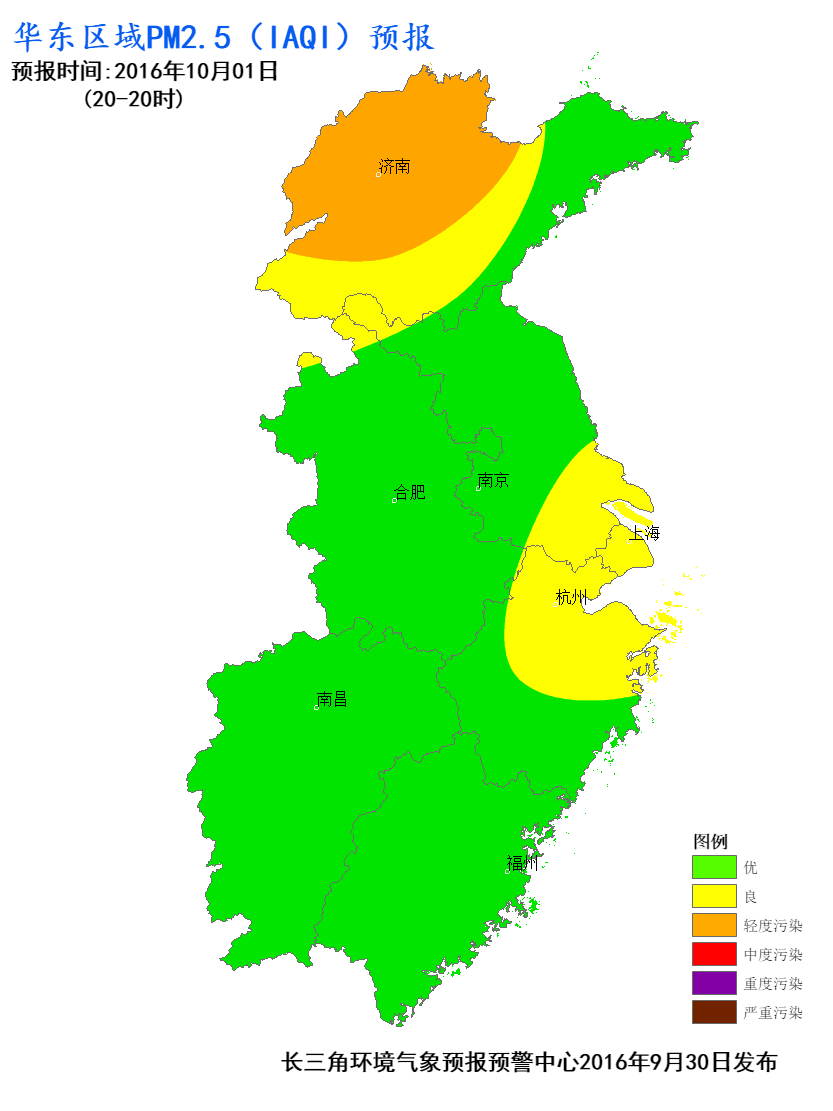 华东区域PM2.5（IAQI）预报
预报时间:2016年10月01日
(20-20时)
济南
南京
合肥
上海
杭州
南昌
福州
图例
优
良
轻度污染
中度污染
重度污染
严重污染
长三角环境气象预报预警中心2016年9月30日发布